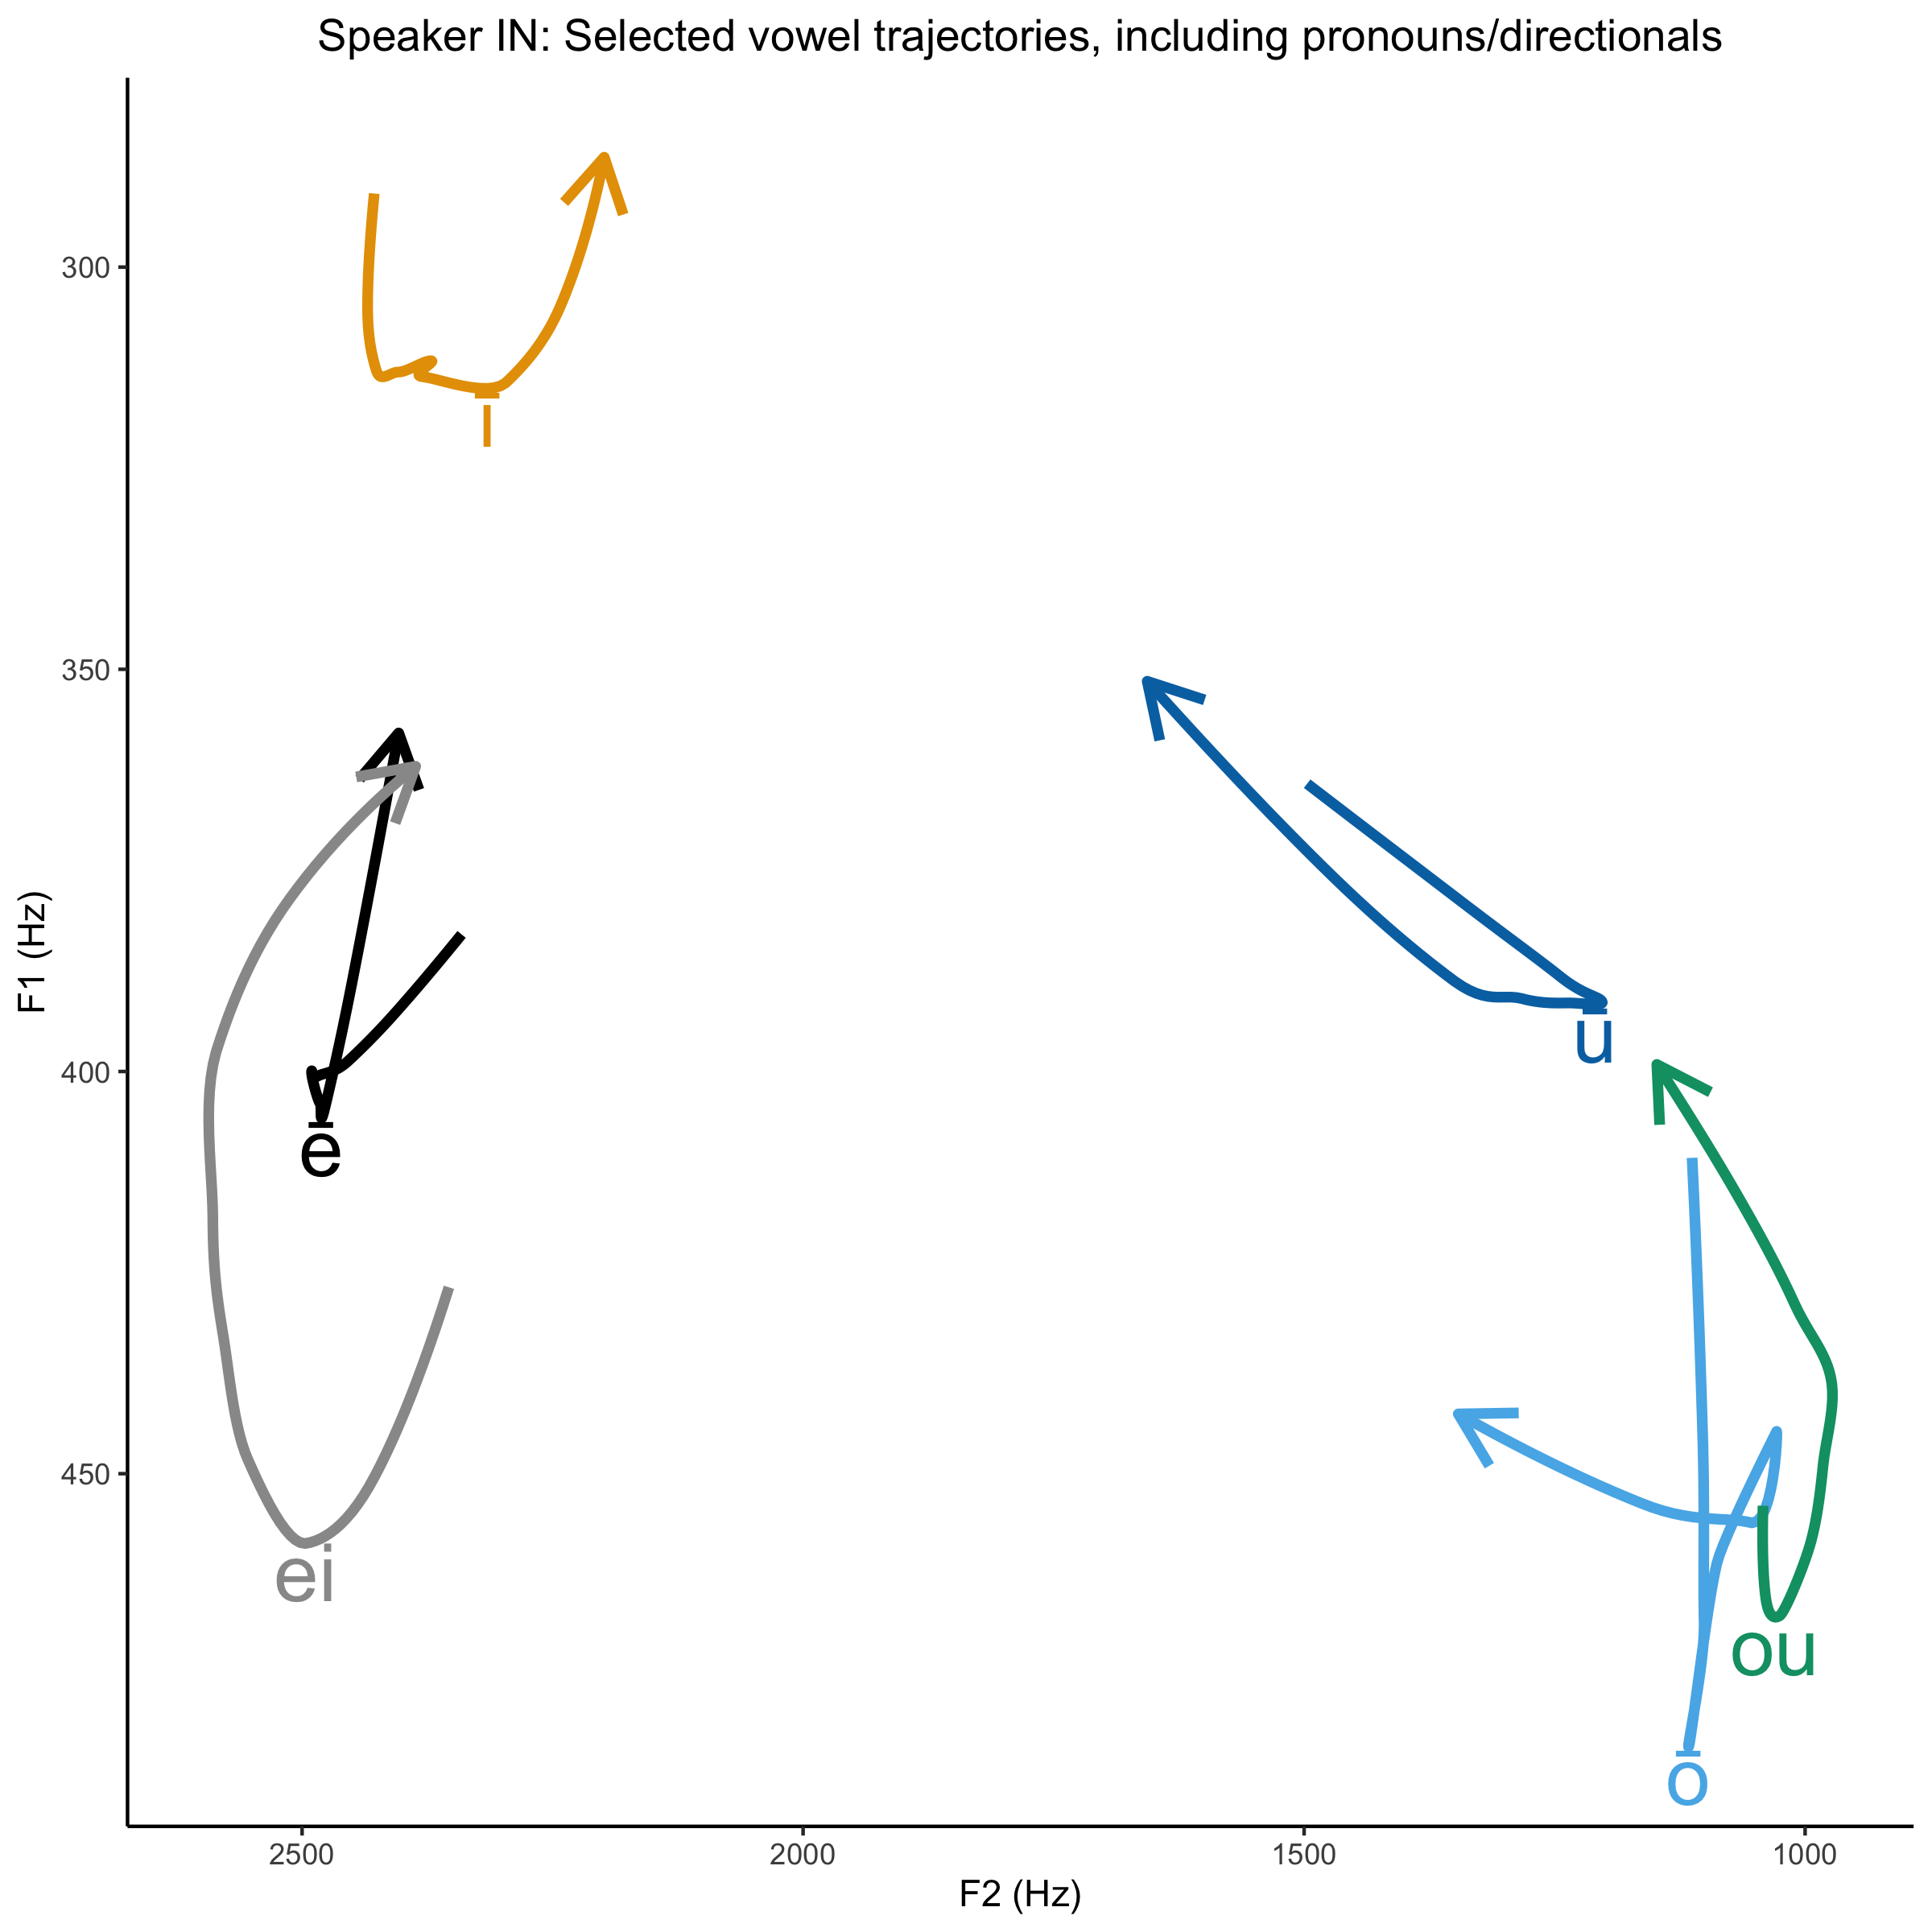 Speaker IN: Selected vowel trajectories, including pronouns/directionals
300
350
400
450
F1 (Hz)
ī
ē
ei
ū
ou
ō
2500
2000
1500
1000
F2 (Hz)